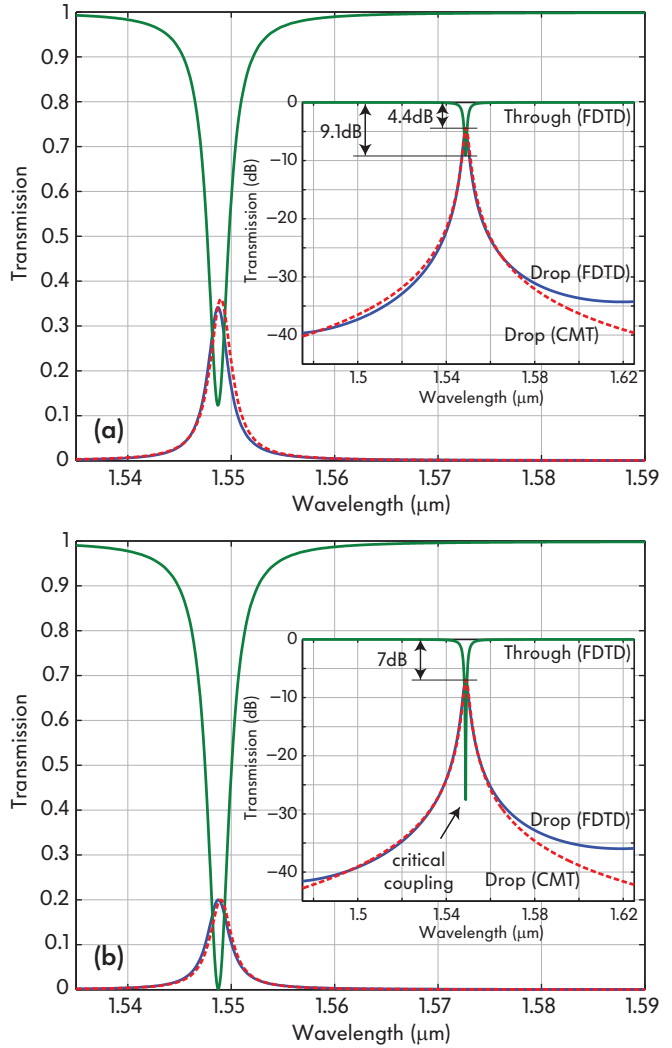 1
0.9
0.8
0.7
0.6
0.5
0.4
0.3
0.2
0.1
0
Transmission
(a)
1.54 1.55 1.56 1.57 1.58 1.59
Wavelength (μm)
0
−10
−20
−30
−40
Transmission (dB)
4.4dB
9.1dB
Through (FDTD)
Drop (FDTD)
Drop (CMT)
1.5 1.54 1.58 1.62
Wavelength (μm)
1
0.9
0.8
0.7
0.6
0.5
0.4
0.3
0.2
0.1
0
Transmission
(b)
1.54 1.55 1.56 1.57 1.58 1.59
Wavelength (μm)
0
−10
−20
−30
−40
Transmission (dB)
7dB
Through (FDTD)
Drop (FDTD)
critical
coupling
Drop (CMT)
1.5 1.54 1.58 1.62
Wavelength (μm)